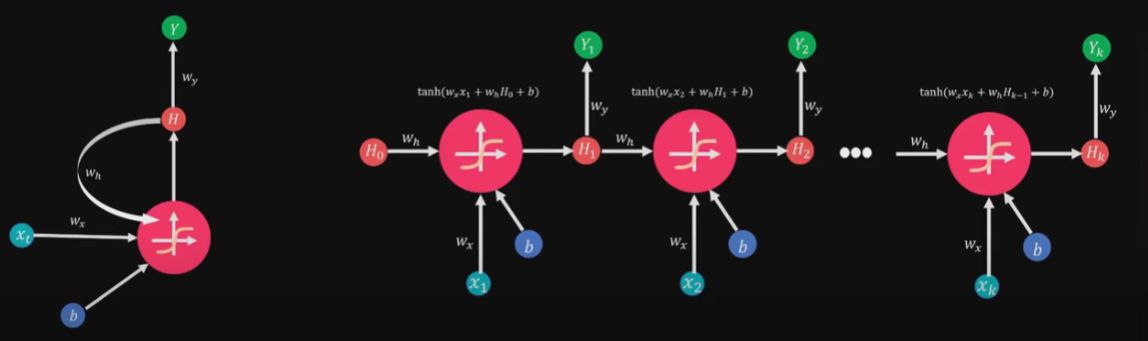 Y
w_y
H
w_h
w_x
x_t
b
Y_1
w_y
tanh(w_x x_1 + w_h H_0 + b)
H_0
w_h
H_1
w_x
b
x_1
Y_2
w_y
tanh(w_x x_2 + w_h H_1 + b)
w_h
H_2
w_x
b
x_2
Y_k
w_y
tanh(w_x x_k + w_h H_{k-1} + b)
w_h
H_k
w_x
b
x_k